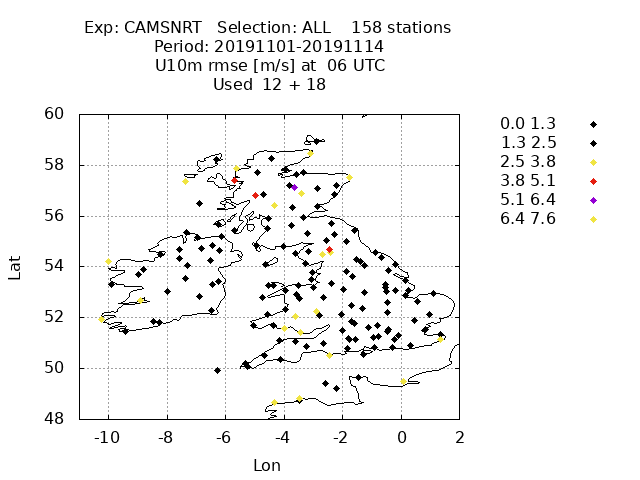 Exp: CAMSNRT   Selection: ALL    158 stations
Period: 20191101-20191114
U10m rmse [m/s] at  06 UTC
Used  12 + 18
0.0 1.3
1.3 2.5
2.5 3.8
3.8 5.1
5.1 6.4
6.4 7.6
60
58
56
54
52
50
48
Lat
-10 -8 -6 -4 -2 0 2
Lon